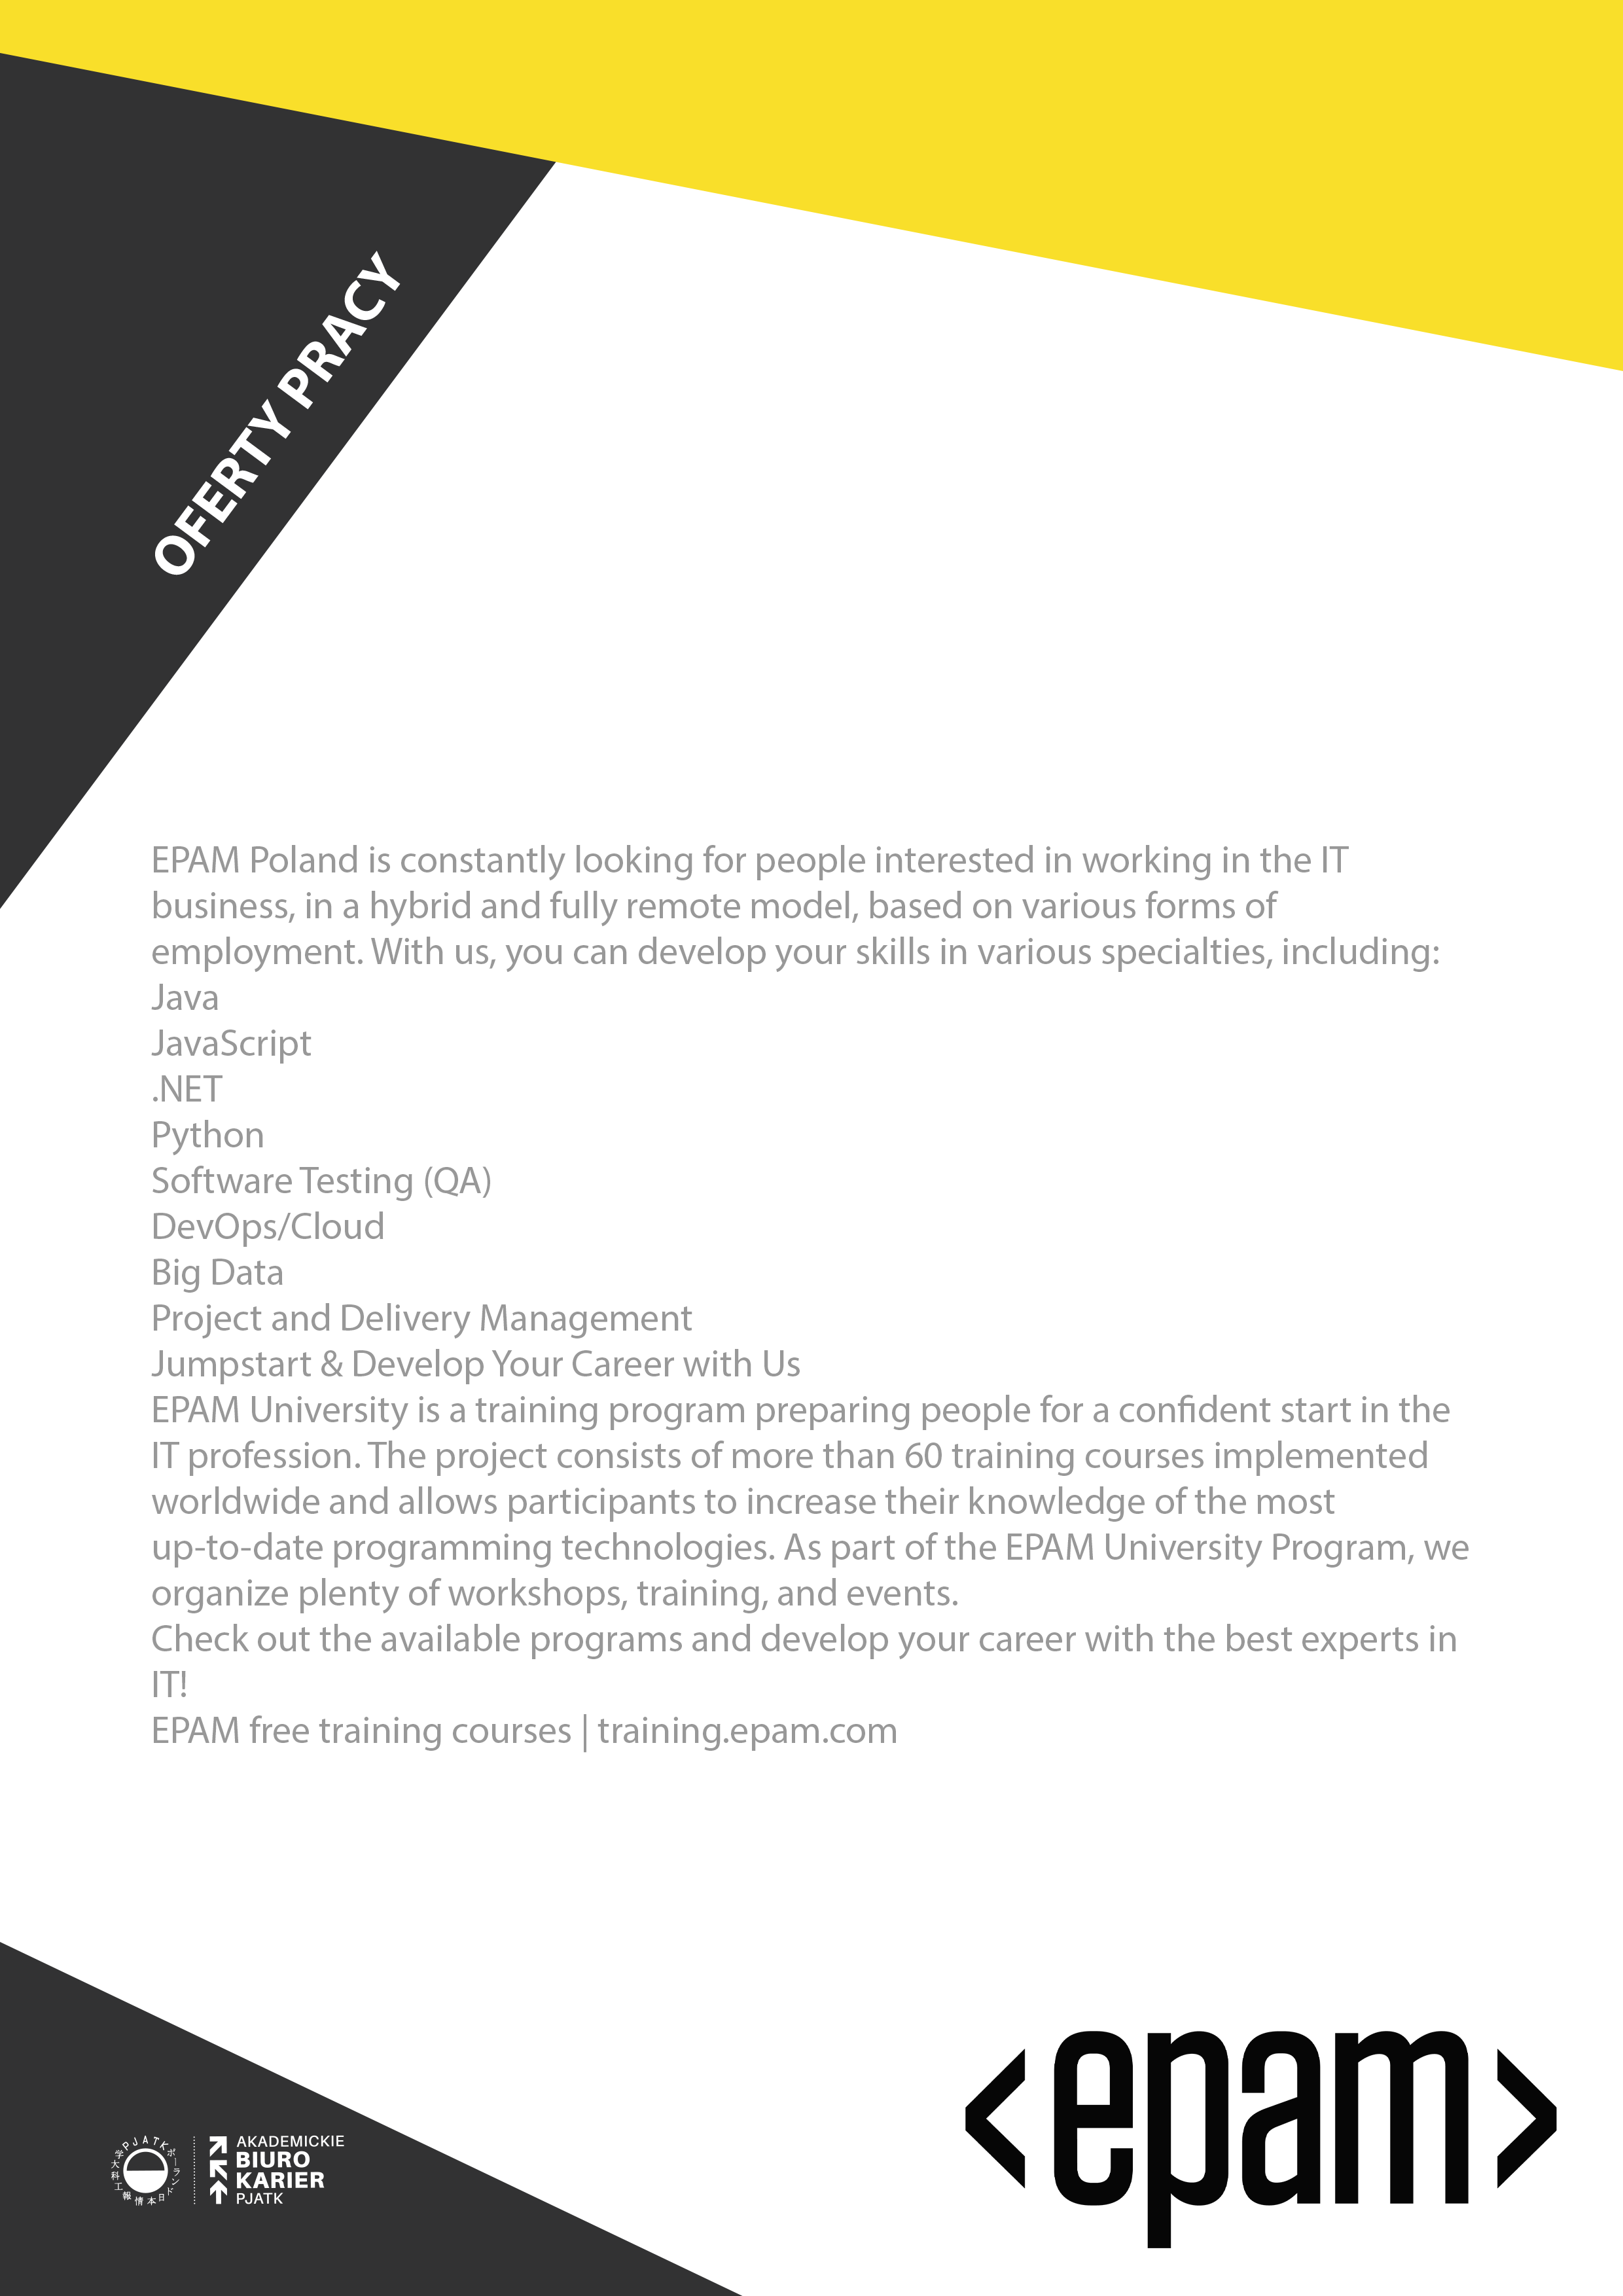 OFERTY PRACY
EPAM Poland is constantly looking for people interested in working in the IT
business, in a hybrid and fully remote model, based on various forms of
employment. With us, you can develop your skills in various specialties, including:
Java
JavaScript
.NET
Python
Software Testing (QA)
DevOps/Cloud
Big Data
Project and Delivery Management
Jumpstart & Develop Your Career with Us
EPAM University is a training program preparing people for a confident start in the
IT profession. The project consists of more than 60 training courses implemented
worldwide and allows participants to increase their knowledge of the most
up-to-date programming technologies. As part of the EPAM University Program, we
organize plenty of workshops, training, and events.
Check out the available programs and develop your career with the best experts in
IT!
EPAM free training courses | training.epam.com
<epam>
PJATK
ポーランド日本情報工科大学
AKADEMICKIE
BIURO
KARIER
PJATK